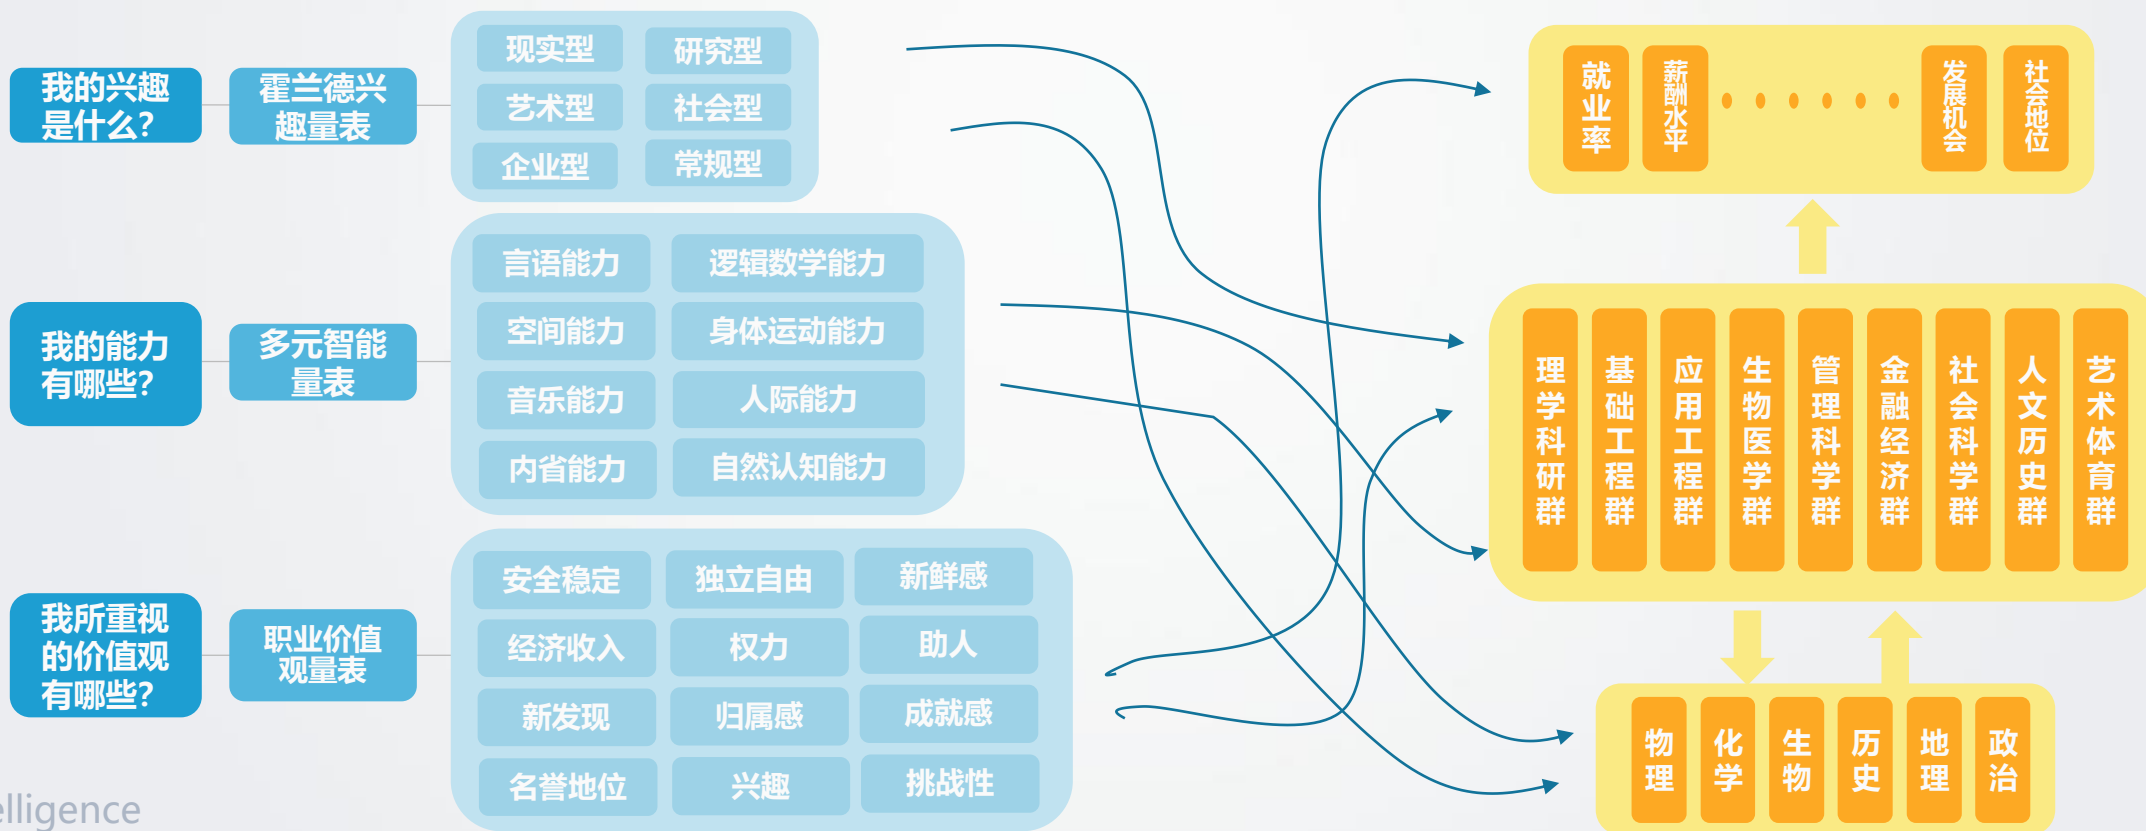 我的兴趣
是什么？
霍兰德兴
趣量表
现实型
研究型
艺术型
社会型
企业型
常规型
我的能力
有哪些？
多元智能
量表
言语能力
逻辑数学能力
空间能力
身体运动能力
音乐能力
人际能力
内省能力
自然认知能力
我所重视
的价值观
有哪些？
职业价值
观量表
安全稳定
独立自由
新鲜感
经济收入
权力
助人
新发现
归属感
成就感
名誉地位
兴趣
挑战性
就业率
薪酬水平
发展机会
社会地位
理学科研群
基础工程群
应用工程群
生物医学群
管理科学群
金融经济群
社会科学群
人文历史群
艺术体育群
物理
化学
生物
历史
地理
政治
elligence